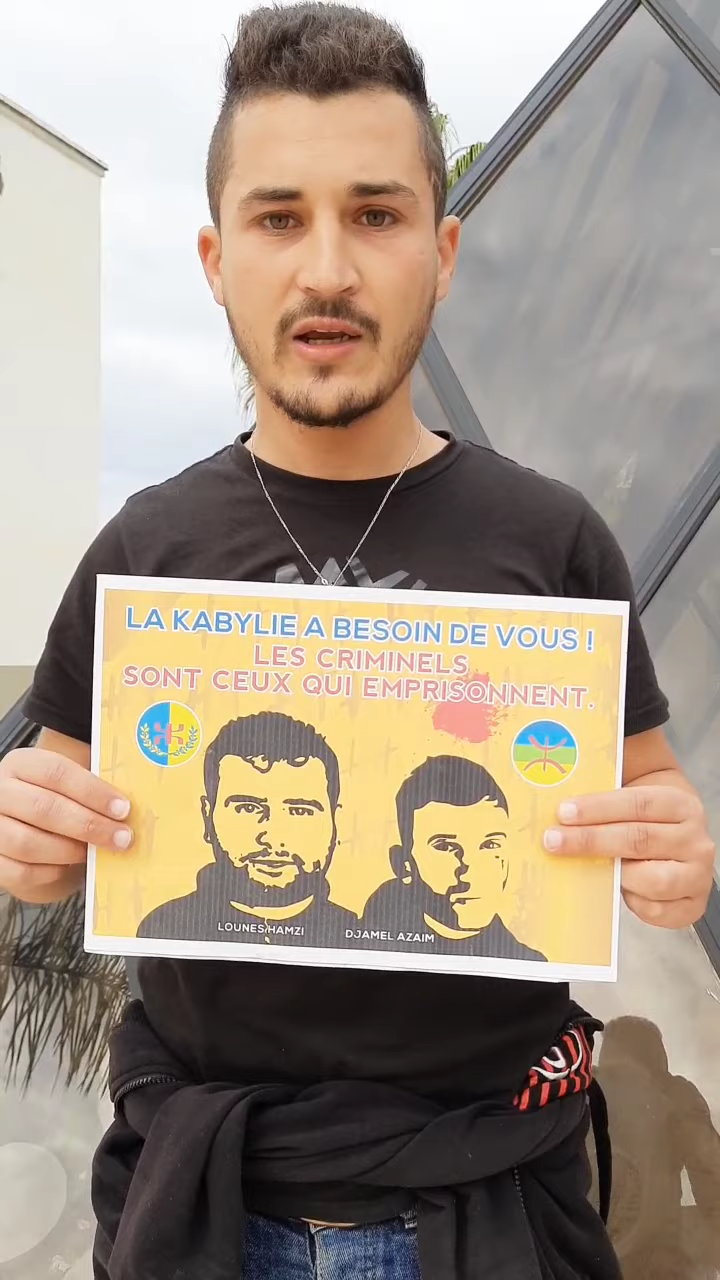 LA KABYLIE A BESOIN DE VOUS !
LES CRIMINELS
SONT CEUX QUI EMPRISONNENT.
LOUNES HAMZI
DJAMEL AZAIM